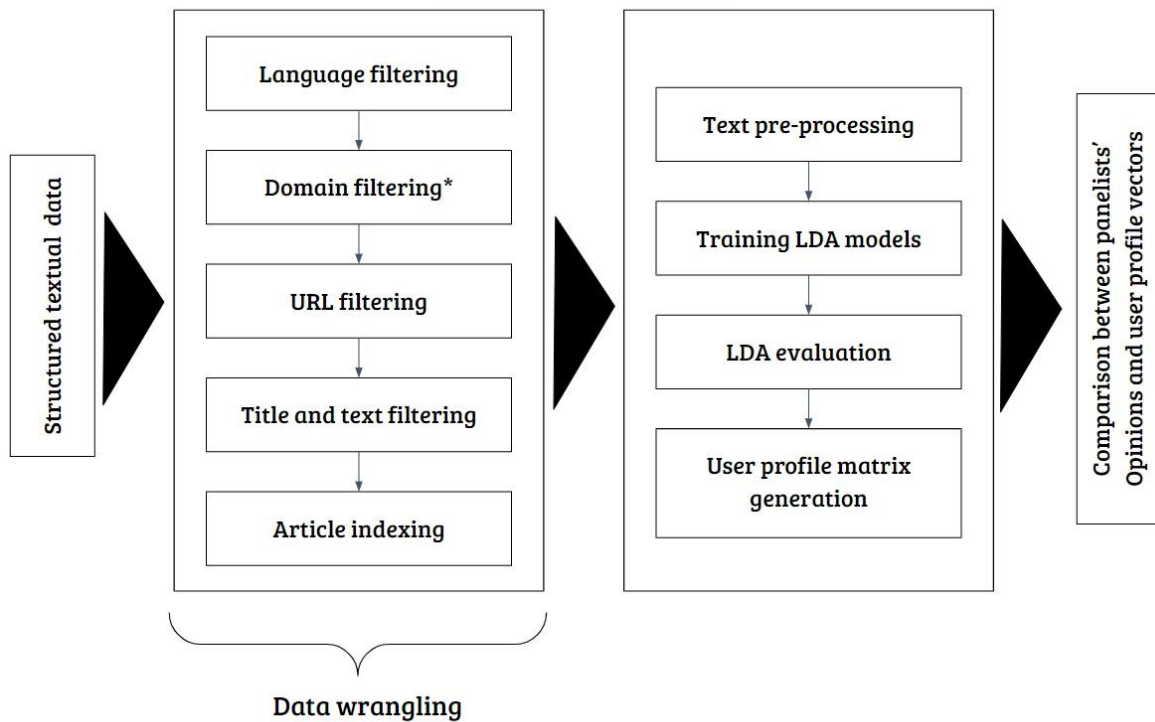 Structured textual data
Language filtering
Domain filtering*
URL filtering
Title and text filtering
Article indexing
Data wrangling
Text pre-processing
Training LDA models
LDA evaluation
User profile matrix
generation
Comparison between panelists’
Opinions and user profile vectors